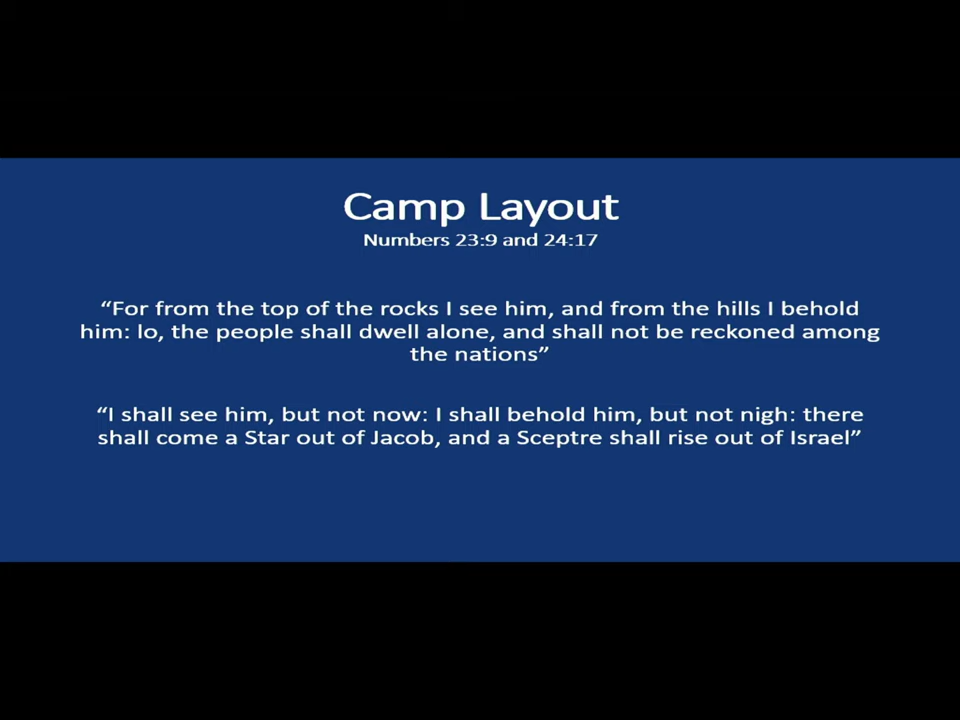 Camp Layout
Numbers 23:9 and 24:17
“For from the top of the rocks I see him, and from the hills I behold
him: lo, the people shall dwell alone, and shall not be reckoned among
the nations”
“I shall see him, but not now: I shall behold him, but not nigh: there
shall come a Star out of Jacob, and a Sceptre shall rise out of Israel”